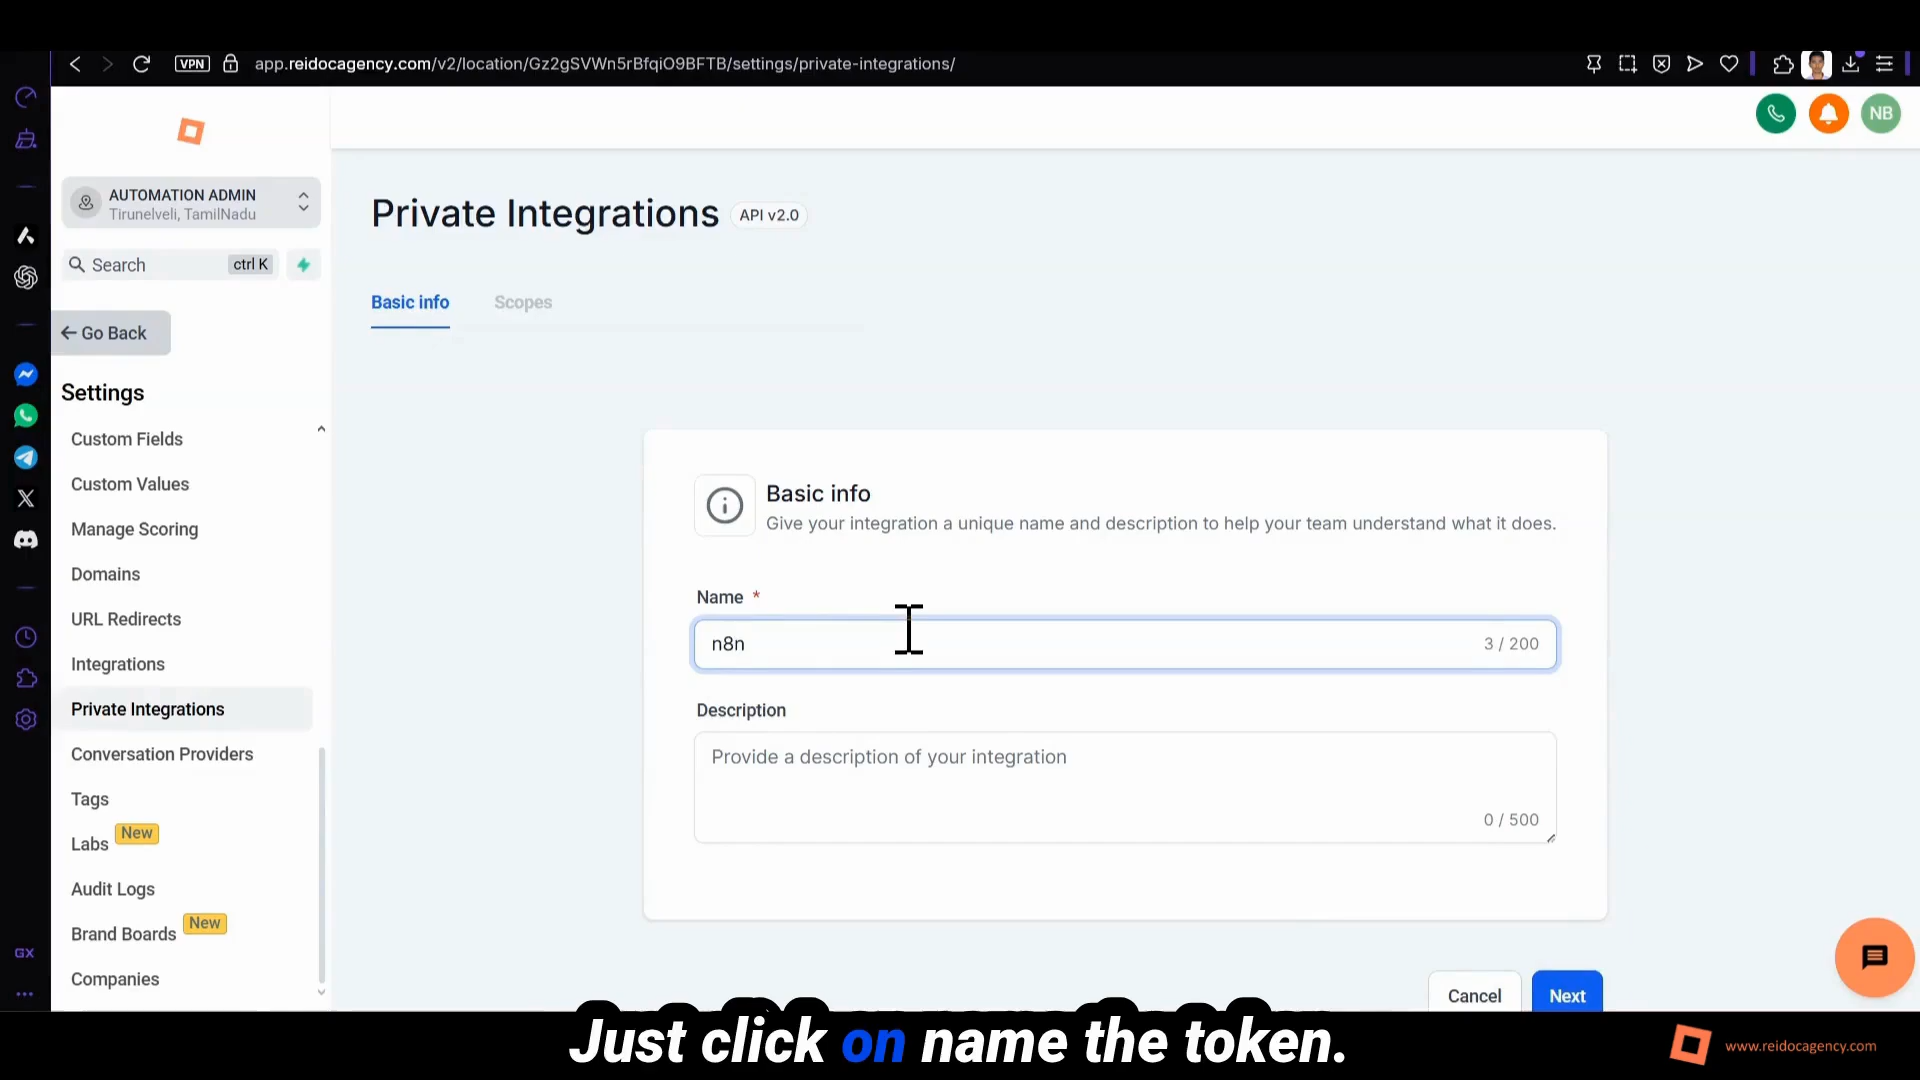 VPN
app.reidocagency.com/v2/location/Gz2gSVWn5rBfqiO9BFTB/settings/private-integrations/
NB
AUTOMATION ADMIN
Tirunelveli, TamilNadu
Search
ctrl K
Go Back
Settings
Custom Fields
Custom Values
Manage Scoring
Domains
URL Redirects
Integrations
Private Integrations
Conversation Providers
Tags
Labs New
Audit Logs
Brand Boards New
Companies
GX
Private Integrations API v2.0
Basic info Scopes
Basic info
Give your integration a unique name and description to help your team understand what it does.
Name *
n8n 3 / 200
Description
Provide a description of your integration
0 / 500
Cancel Next
Just click on name the token.
www.reidocagency.com